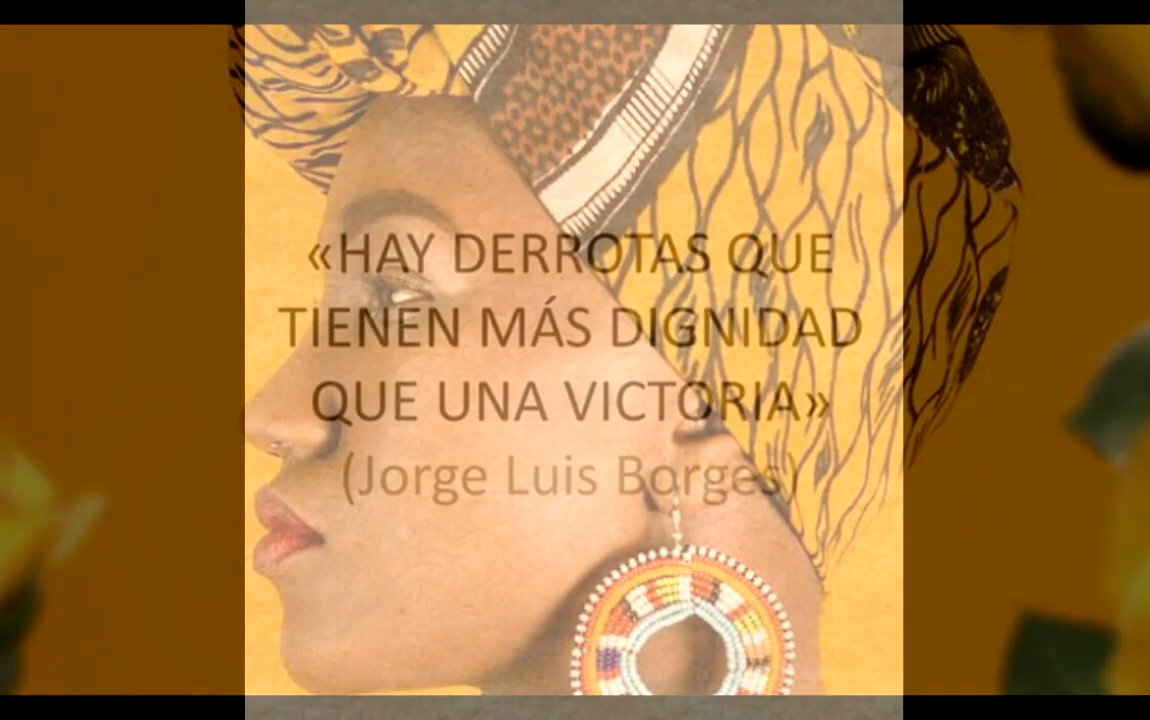 «HAY DERROTAS QUE
TIENEN MÁS DIGNIDAD
QUE UNA VICTORIA»
(Jorge Luis Borges)